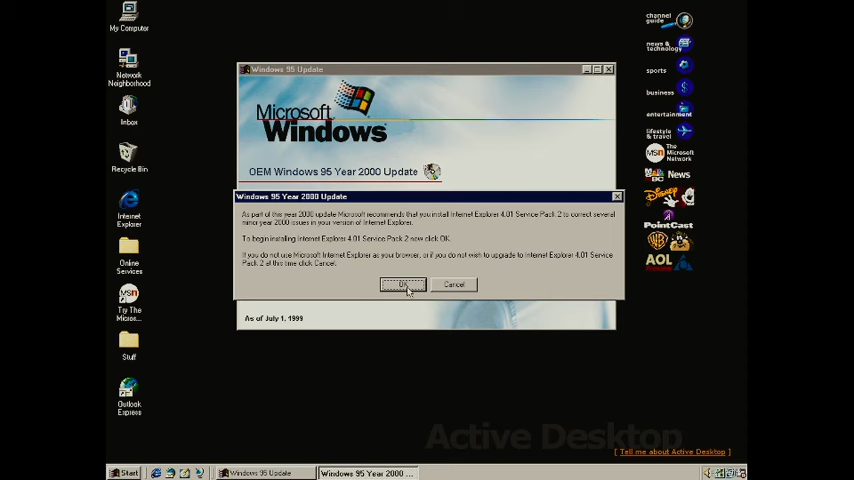 My Computer
Network
Neighborhood
Inbox
Recycle Bin
Internet
Explorer
Online
Services
Try The
Micros...
Stuff
Outlook
Express
Windows 95 Update
Microsoft
Windows
OEM Windows 95 Year 2000 Update
Windows 95 Year 2000 Update
As part of this year 2000 update Microsoft recommends that you install Internet Explorer 4.01 Service Pack 2 to correct several
minor year 2000 issues in your version of Internet Explorer.
To begin installing Internet Explorer 4.01 Service Pack 2 now click OK.
If you do not use Microsoft Internet Explorer as your browser, or if you do not wish to upgrade to Internet Explorer 4.01 Service
Pack 2 at this time click Cancel.
OK
Cancel
As of July 1, 1999
channel
guide
news &
technology
sports
business
entertainment
lifestyle
& travel
msn The
Microsoft
Network
MSNBC News
Disney
PointCast
WB
AOL
Active Desktop
[ Tell me about Active Desktop ]
Start
Windows 95 Update
Windows 95 Year 2000 ...